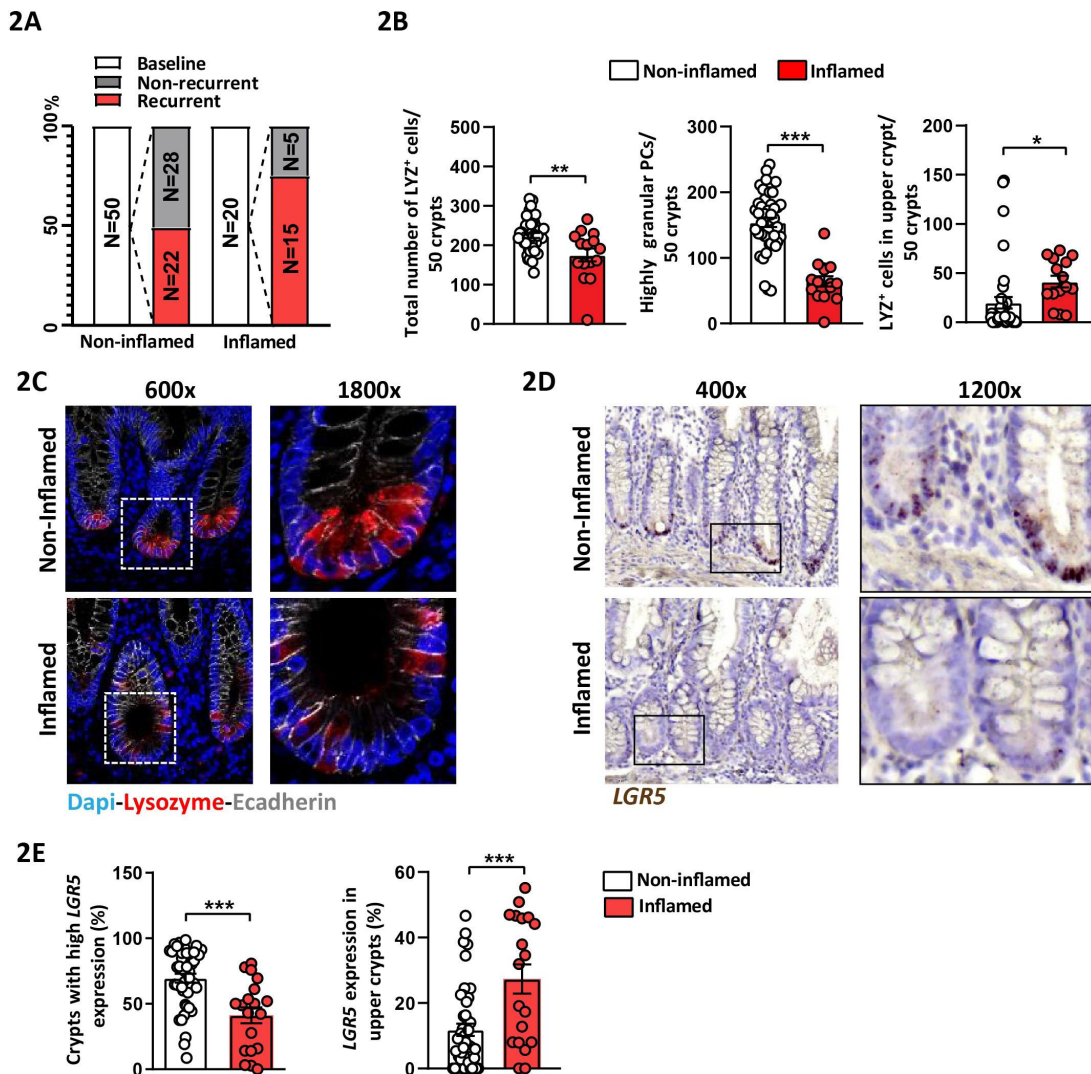 2A
Baseline
Non-recurrent
Recurrent
100%
50
0
N=50
N=28
N=22
N=20
N=5
N=15
Non-inflamed
Inflamed
2B
Non-inflamed
Inflamed
Total number of LYZ⁺ cells/
50 crypts
500
400
300
200
100
0
**
Highly granular PCs/
50 crypts
300
200
100
0
***
LYZ⁺ cells in upper crypt/
50 crypts
200
150
100
50
0
*
2C
600x
1800x
Non-Inflamed
Inflamed
Dapi-Lysozyme-Ecadherin
2D
400x
1200x
Non-Inflamed
Inflamed
LGR5
2E
Crypts with high LGR5
expression (%)
150
100
50
0
***
LGR5 expression in
upper crypts (%)
60
40
20
0
***
Non-inflamed
Inflamed